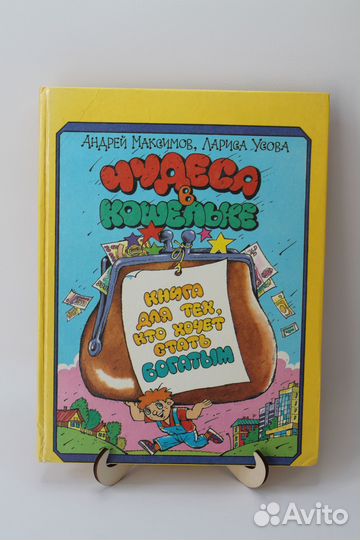 Андрей Максимов, Лариса Усова
ЧУДЕСА
В
КОШЕЛЬКЕ
КНИГА
ДЛЯ ТЕХ,
КТО ХОЧЕТ
СТАТЬ
БОГАТЫМ
Avito